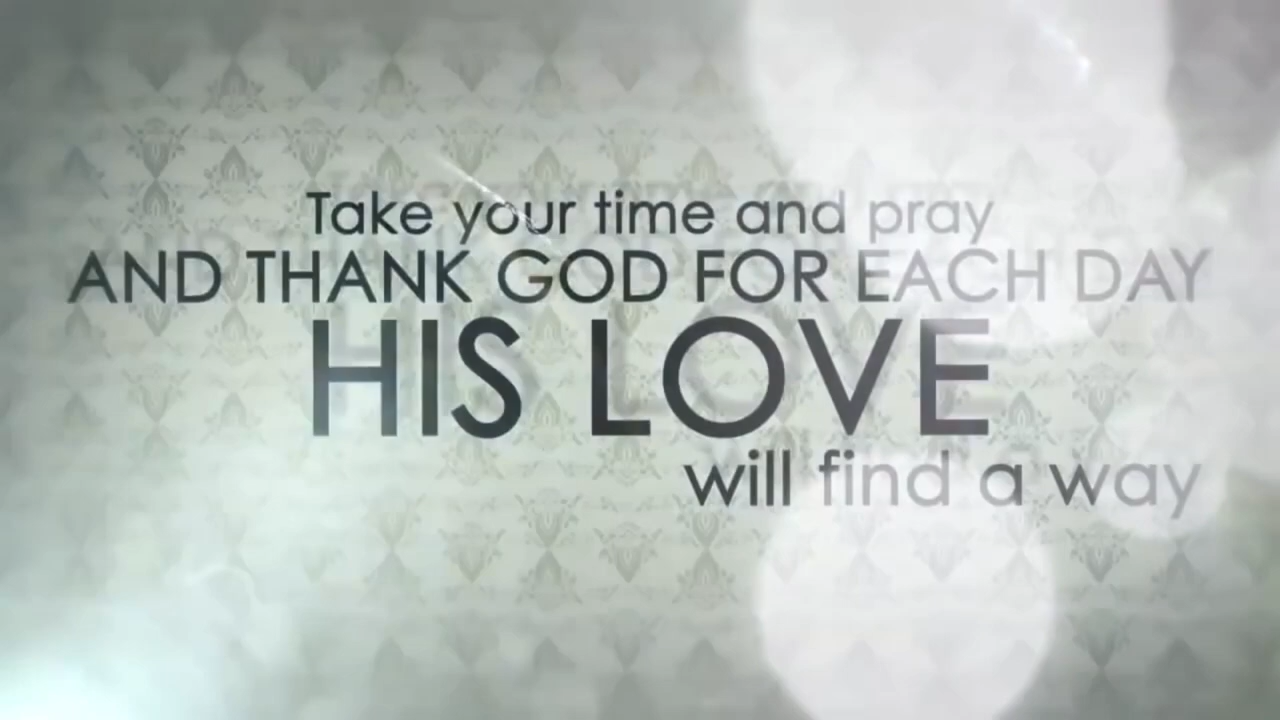 Take your time and pray
AND THANK GOD FOR EACH DAY
HIS LOVE
will find a way